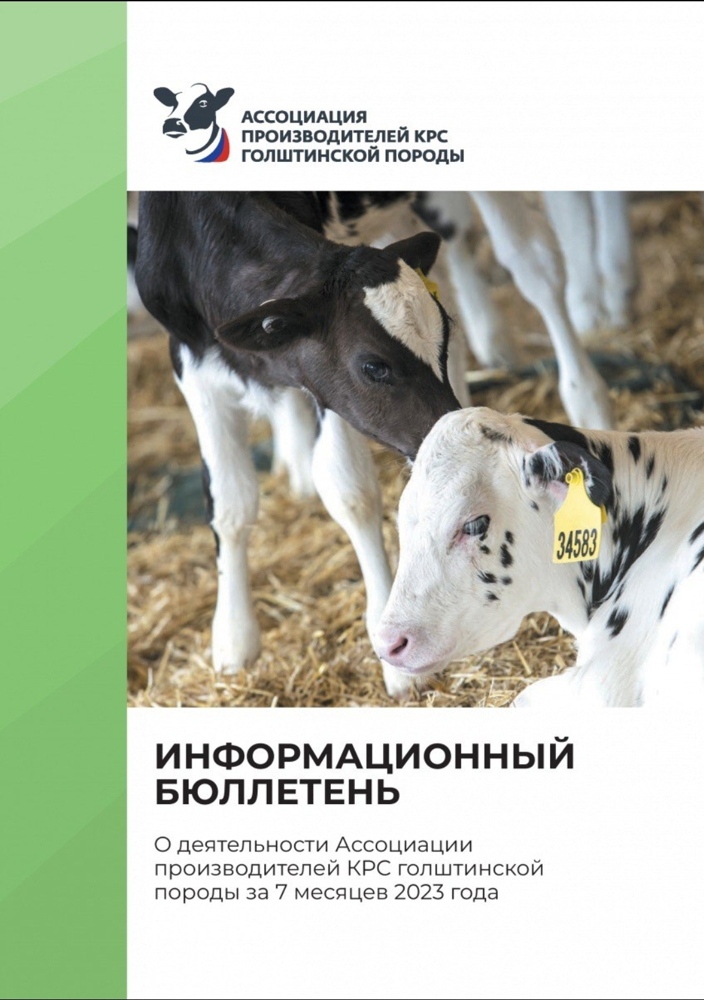 АССОЦИАЦИЯ
ПРОИЗВОДИТЕЛЕЙ КРС
ГОЛШТИНСКОЙ ПОРОДЫ
34583
ИНФОРМАЦИОННЫЙ
БЮЛЛЕТЕНЬ
О деятельности Ассоциации
производителей КРС голштинской
породы за 7 месяцев 2023 года